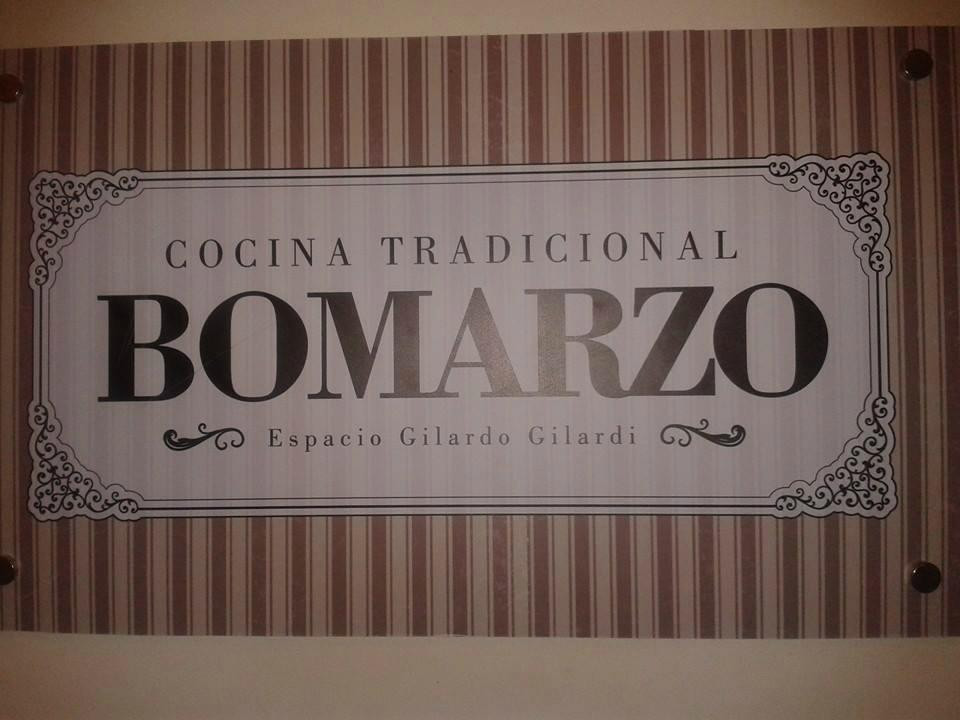 COCINA TRADICIONAL
BOMARZO
Espacio Gilardo Gilardi